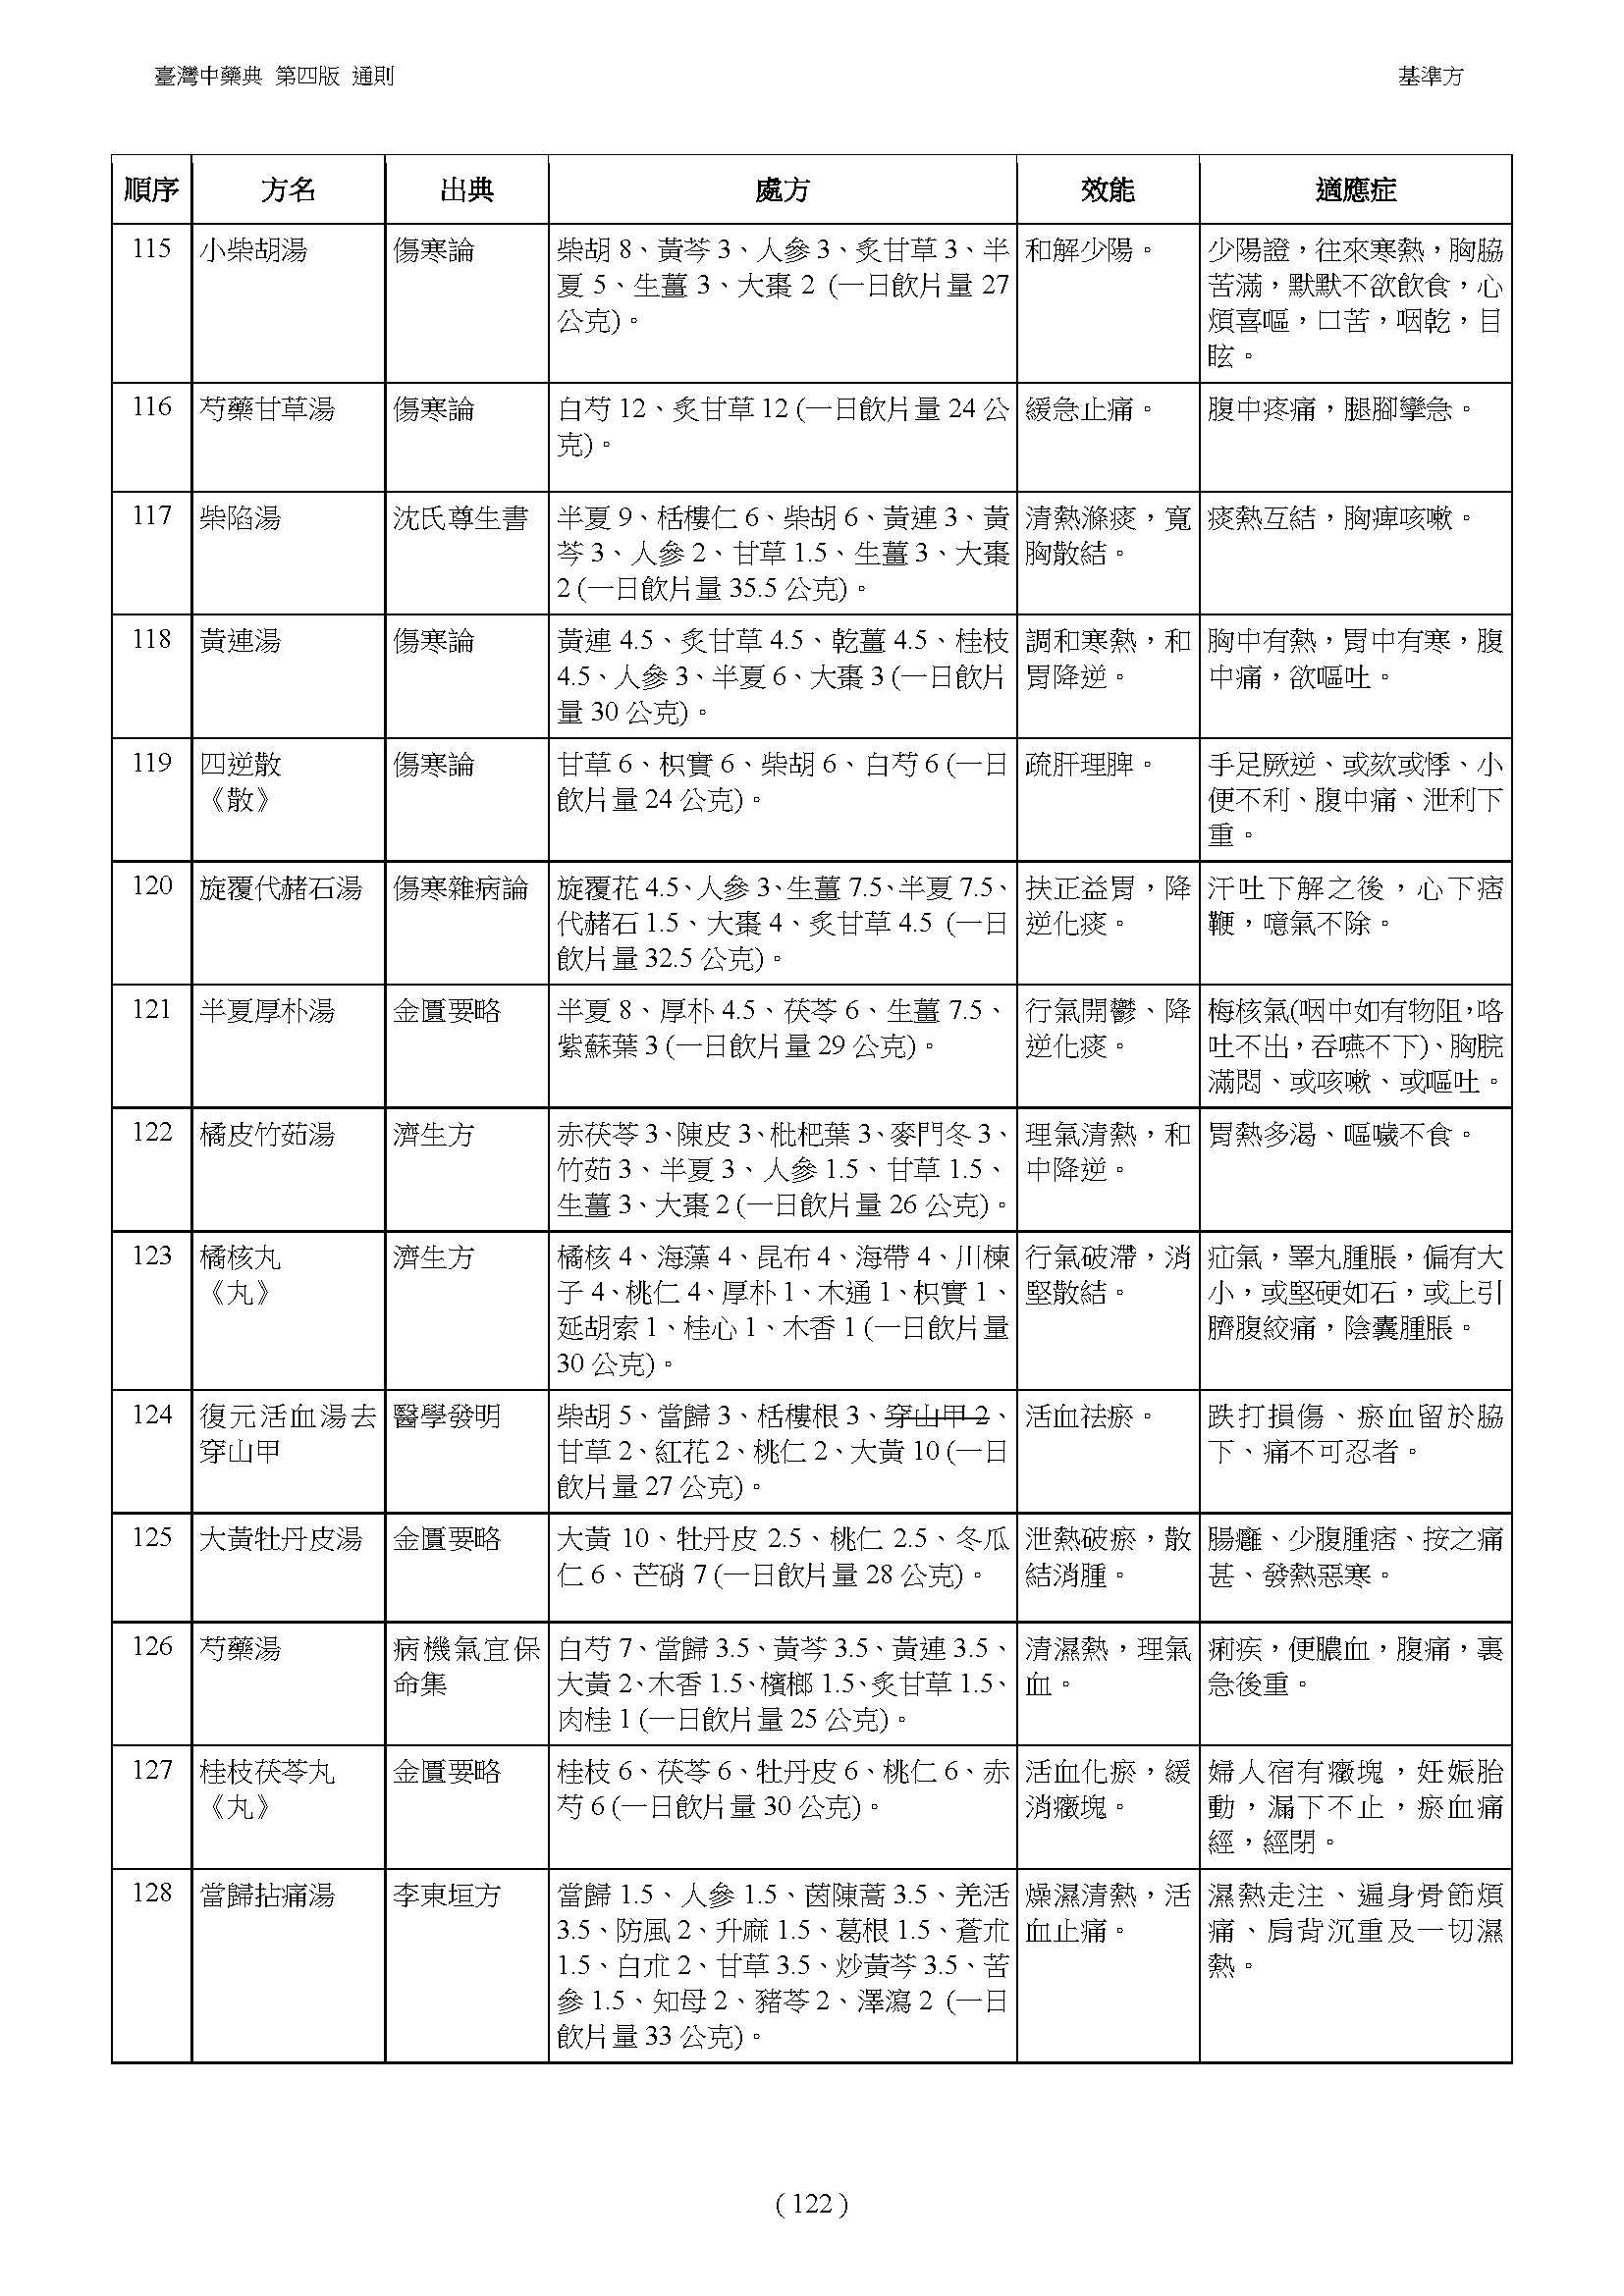 臺灣中藥典 第四版 通則
基準方
順序 方名 出典 處方 效能 適應症
115 小柴胡湯 傷寒論 柴胡 8、黃芩 3、人參 3、炙甘草 3、半 和解少陽。 少陽證，往來寒熱，胸脇
夏 5、生薑 3、大棗 2 (一日飲片量 27 苦滿，默默不欲飲食，心
公克)。 煩喜嘔，口苦，咽乾，目
眩。
116 芍藥甘草湯 傷寒論 白芍 12、炙甘草 12 (一日飲片量 24 公 緩急止痛。 腹中疼痛，腿腳攣急。
克)。
117 柴陷湯 沈氏尊生書 半夏 9、栝樓仁 6、柴胡 6、黃連 3、黃 清熱滌痰，寬 痰熱互結，胸痺咳嗽。
芩 3、人參 2、甘草 1.5、生薑 3、大棗 胸散結。
2 (一日飲片量 35.5 公克)。
118 黃連湯 傷寒論 黃連 4.5、炙甘草 4.5、乾薑 4.5、桂枝 調和寒熱，和 胸中有熱，胃中有寒，腹
4.5、人參 3、半夏 6、大棗 3 (一日飲片 胃降逆。 中痛，欲嘔吐。
量 30 公克)。
119 四逆散 傷寒論 甘草 6、枳實 6、柴胡 6、白芍 6 (一日 疏肝理脾。 手足厥逆、或欬或悸、小
《散》 飲片量 24 公克)。 便不利、腹中痛、泄利下
重。
120 旋覆代赭石湯 傷寒雜病論 旋覆花 4.5、人參 3、生薑 7.5、半夏 7.5、 扶正益胃，降 汗吐下解之後，心下痞
代赭石 1.5、大棗 4、炙甘草 4.5 (一日 逆化痰。 鞕，噫氣不除。
飲片量 32.5 公克)。
121 半夏厚朴湯 金匱要略 半夏 8、厚朴 4.5、茯苓 6、生薑 7.5、 行氣開鬱、降 梅核氣(咽中如有物阻，咯
紫蘇葉 3 (一日飲片量 29 公克)。 逆化痰。 吐不出，吞嚥不下)、胸脘
滿悶、或咳嗽、或嘔吐。
122 橘皮竹茹湯 濟生方 赤茯苓 3、陳皮 3、枇杷葉 3、麥門冬 3、 理氣清熱，和 胃熱多渴、嘔噦不食。
竹茹 3、半夏 3、人參 1.5、甘草 1.5、 中降逆。
生薑 3、大棗 2 (一日飲片量 26 公克)。
123 橘核丸 濟生方 橘核 4、海藻 4、昆布 4、海帶 4、川楝 行氣破滯，消 疝氣，睪丸腫脹，偏有大
《丸》 子 4、桃仁 4、厚朴 1、木通 1、枳實 1、 堅散結。 小，或堅硬如石，或上引
延胡索 1、桂心 1、木香 1 (一日飲片量 臍腹絞痛，陰囊腫脹。
30 公克)。
124 復元活血湯去 醫學發明 柴胡 5、當歸 3、栝樓根 3、穿山甲 2、 活血祛瘀。 跌打損傷、瘀血留於脇
穿山甲 甘草 2、紅花 2、桃仁 2、大黃 10 (一日 下、痛不可忍者。
飲片量 27 公克)。
125 大黃牡丹皮湯 金匱要略 大黃 10、牡丹皮 2.5、桃仁 2.5、冬瓜 泄熱破瘀，散 腸癰、少腹腫痞、按之痛
仁 6、芒硝 7 (一日飲片量 28 公克)。 結消腫。 甚、發熱惡寒。
126 芍藥湯 病機氣宜保 白芍 7、當歸 3.5、黃芩 3.5、黃連 3.5、 清濕熱，理氣 痢疾，便膿血，腹痛，裏
命集 大黃 2、木香 1.5、檳榔 1.5、炙甘草 1.5、 血。 急後重。
肉桂 1 (一日飲片量 25 公克)。
127 桂枝茯苓丸 金匱要略 桂枝 6、茯苓 6、牡丹皮 6、桃仁 6、赤 活血化瘀，緩 婦人宿有癥塊，妊娠胎
《丸》 芍 6 (一日飲片量 30 公克)。 消癥塊。 動，漏下不止，瘀血痛
經，經閉。
128 當歸拈痛湯 李東垣方 當歸 1.5、人參 1.5、茵陳蒿 3.5、羌活 燥濕清熱，活 濕熱走注、遍身骨節煩
3.5、防風 2、升麻 1.5、葛根 1.5、蒼朮 血止痛。 痛、肩背沉重及一切濕
1.5、白朮 2、甘草 3.5、炒黃芩 3.5、苦 熱。
參 1.5、知母 2、豬苓 2、澤瀉 2 (一日
飲片量 33 公克)。
( 122 )